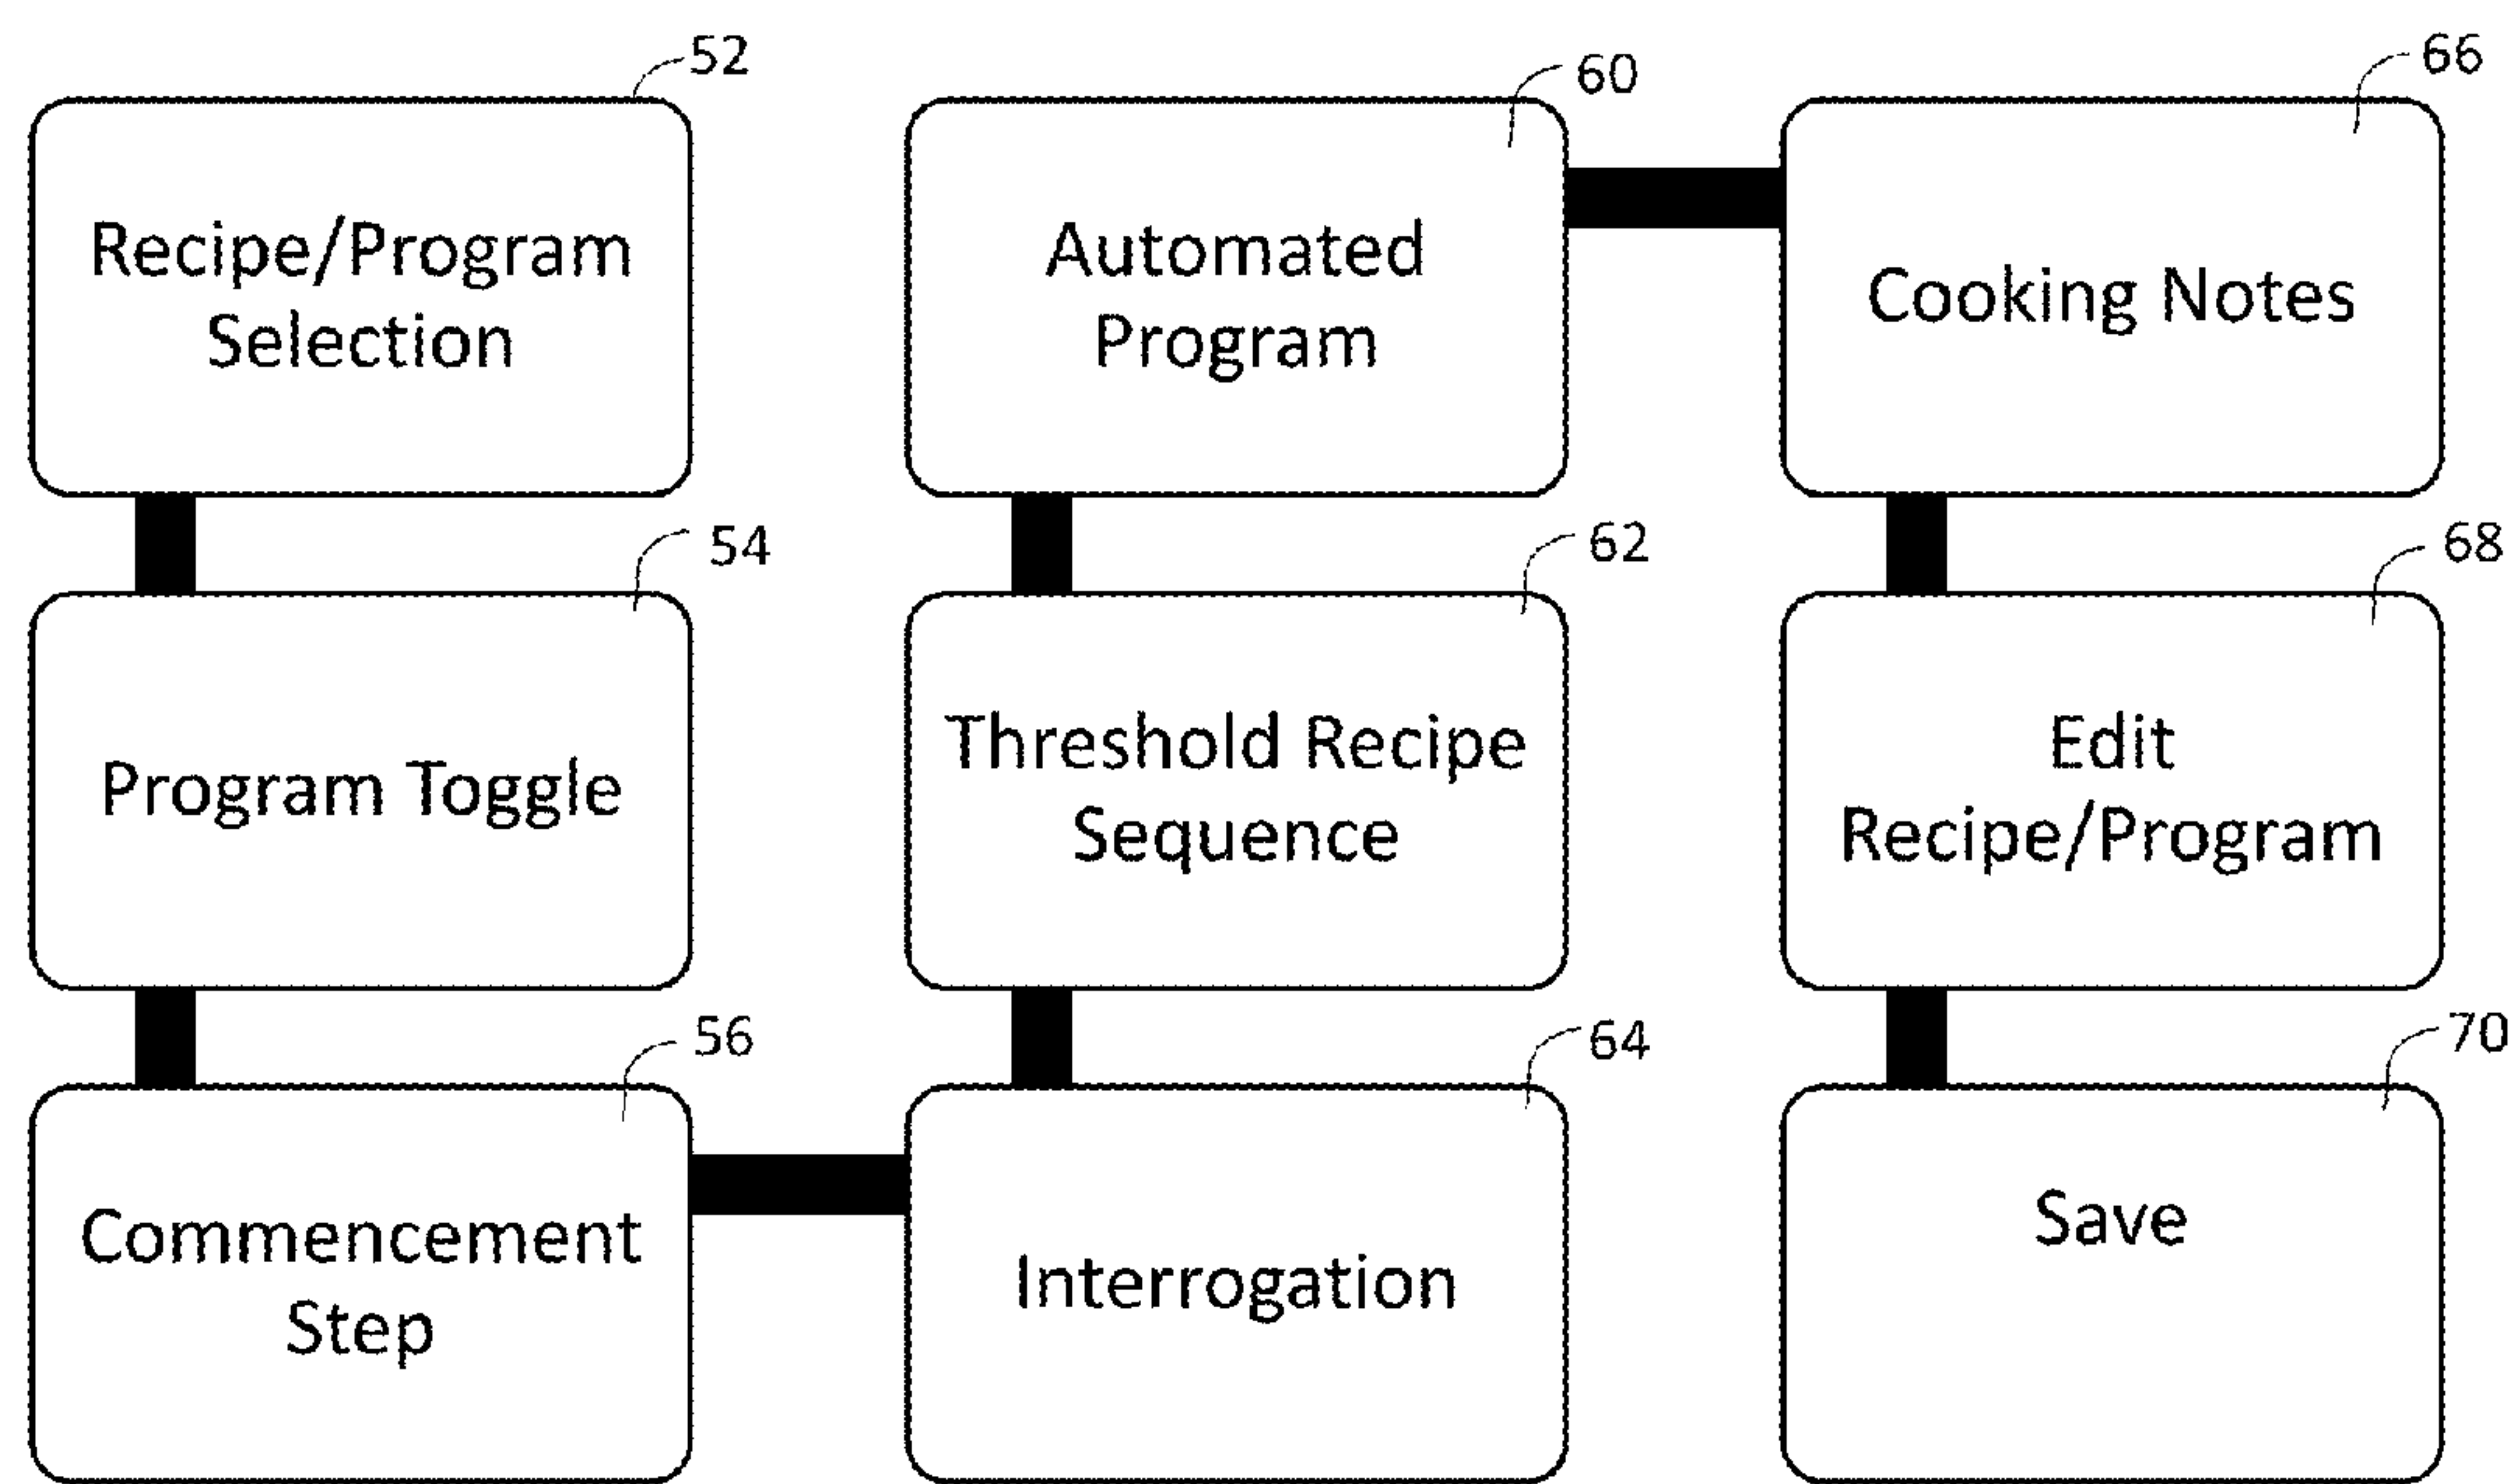 52
Recipe/Program
Selection
54
Program Toggle
56
Commencement
Step
60
Automated
Program
62
Threshold Recipe
Sequence
64
Interrogation
66
Cooking Notes
68
Edit
Recipe/Program
70
Save